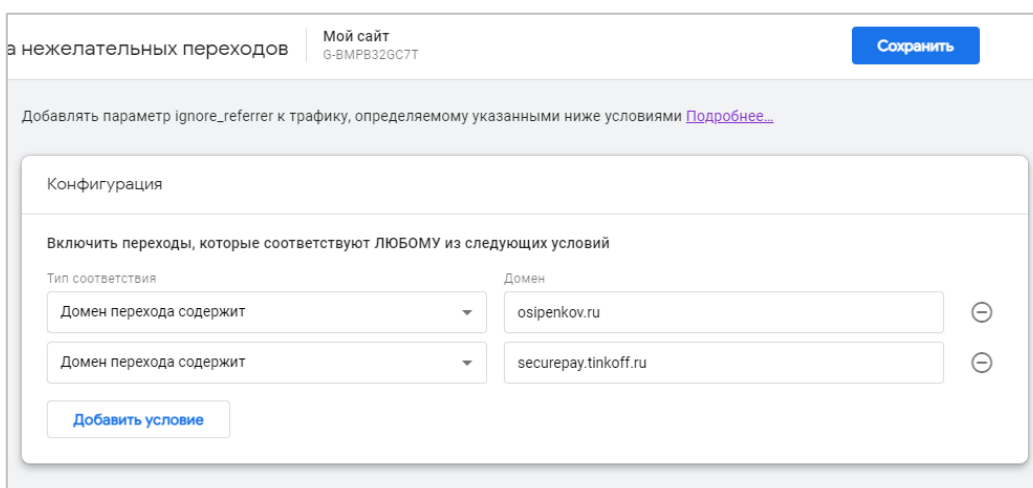 а нежелательных переходов
Мой сайт
G-BMPB32GC7T
Сохранить
Добавлять параметр ignore_referrer к трафику, определяемому указанными ниже условиями Подробнее...
Конфигурация
Включить переходы, которые соответствуют ЛЮБОМУ из следующих условий
Тип соответствия Домен
Домен перехода содержит osipenkov.ru
Домен перехода содержит securepay.tinkoff.ru
Добавить условие